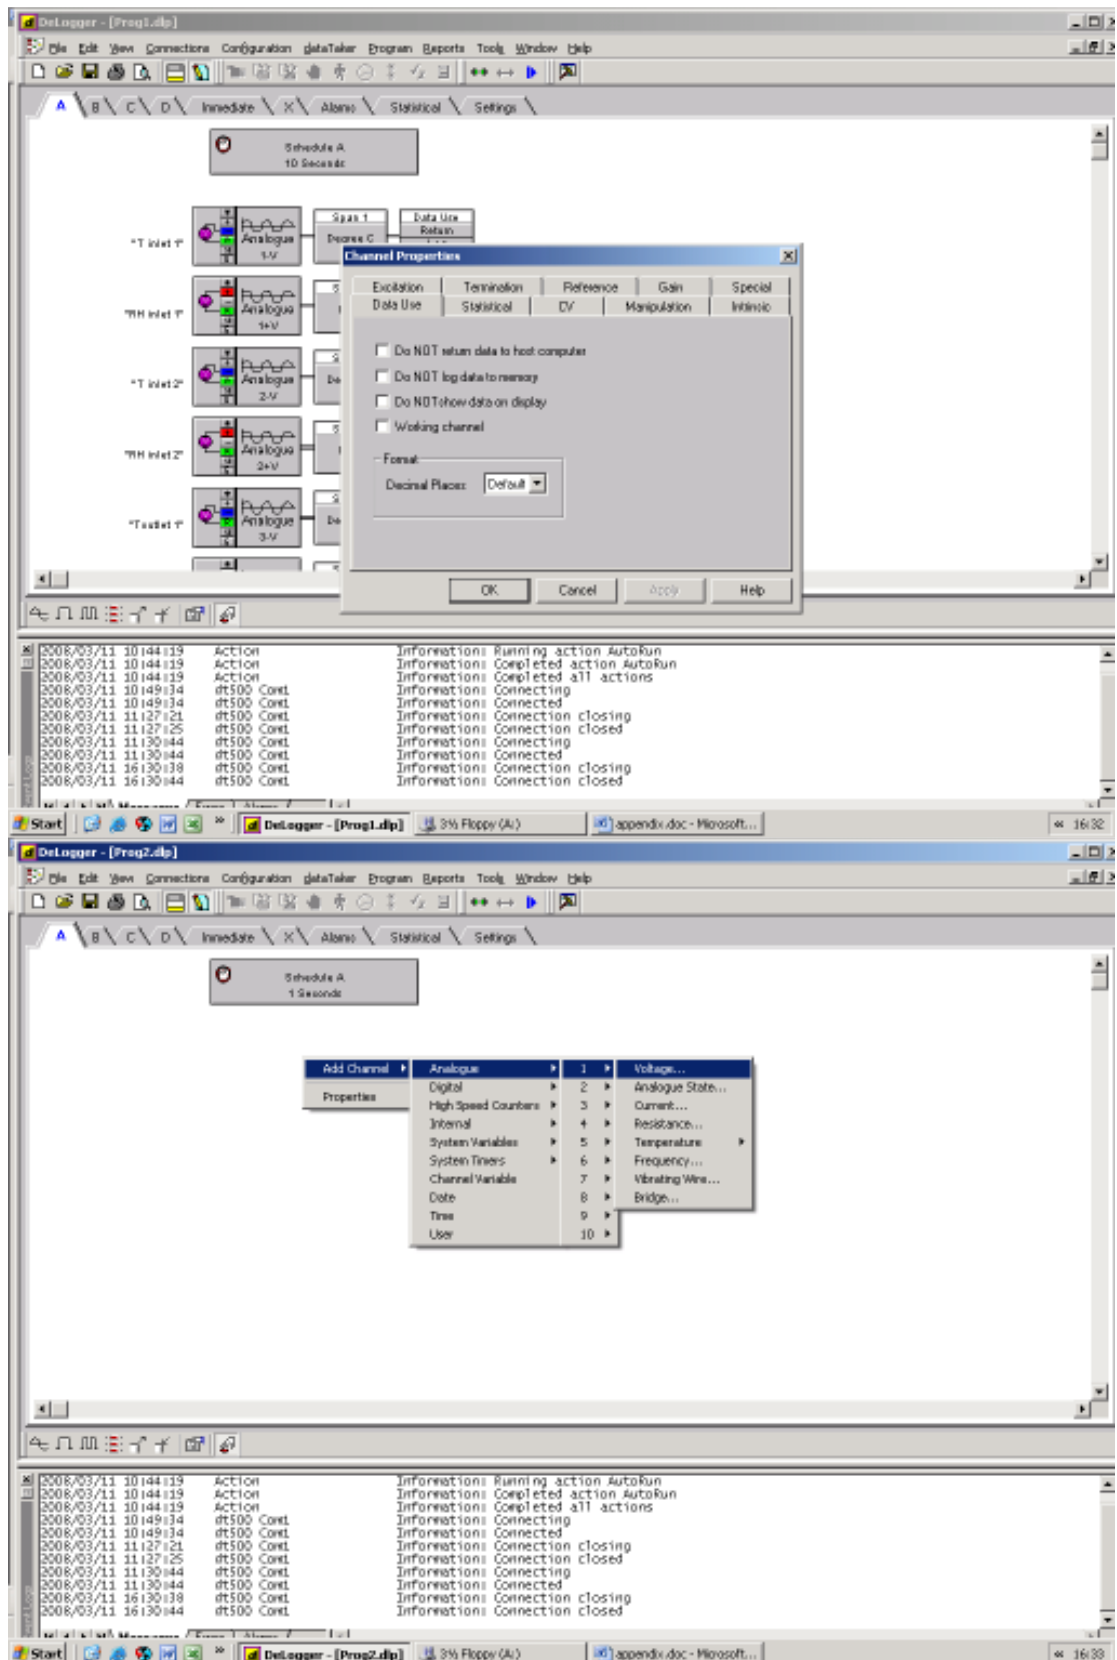 DeLogger - [Prog1.dlp]
File Edit View Connections Configuration dataTaker Program Reports Tools Window Help
A B C D Immediate X Alarms Statistical Settings
Schedule A
10 Seconds
"T inlet 1"
Analogue
1-V
Span 1
Degree C
Data Use
Return
"RH inlet 1"
Analogue
1+V
"T inlet 2"
Analogue
2-V
"RH inlet 2"
Analogue
2+V
"T outlet 1"
Analogue
3-V
Channel Properties
Excitation Termination Reference Gain Special
Data Use Statistical CV Manipulation Intrinsic
Do NOT return data to host computer
Do NOT log data to memory
Do NOT show data on display
Working channel
Format
Decimal Places: Default
OK Cancel Apply Help
2008/03/11 10:44:19 Action Information: Running action AutoRun
2008/03/11 10:44:19 Action Information: Completed action AutoRun
2008/03/11 10:44:19 Action Information: Completed all actions
2008/03/11 10:49:34 dt500 Com1 Information: Connecting
2008/03/11 10:49:34 dt500 Com1 Information: Connected
2008/03/11 11:27:21 dt500 Com1 Information: Connection closing
2008/03/11 11:27:25 dt500 Com1 Information: Connection closed
2008/03/11 11:30:44 dt500 Com1 Information: Connecting
2008/03/11 11:30:44 dt500 Com1 Information: Connected
2008/03/11 16:30:38 dt500 Com1 Information: Connection closing
2008/03/11 16:30:44 dt500 Com1 Information: Connection closed
Start DeLogger - [Prog1.dlp] 3½ Floppy (A:) appendix.doc - Microsoft... 16:32
DeLogger - [Prog2.dlp]
File Edit View Connections Configuration dataTaker Program Reports Tools Window Help
A B C D Immediate X Alarms Statistical Settings
Schedule A
1 Seconds
Add Channel
Properties
Analogue
Digital
High Speed Counters
Internal
System Variables
System Timers
Channel Variable
Date
Time
User
1
2
3
4
5
6
7
8
9
10
Voltage...
Analogue State...
Current...
Resistance...
Temperature
Frequency...
Vibrating Wire...
Bridge...
2008/03/11 10:44:19 Action Information: Running action AutoRun
2008/03/11 10:44:19 Action Information: Completed action AutoRun
2008/03/11 10:44:19 Action Information: Completed all actions
2008/03/11 10:49:34 dt500 Com1 Information: Connecting
2008/03/11 10:49:34 dt500 Com1 Information: Connected
2008/03/11 11:27:21 dt500 Com1 Information: Connection closing
2008/03/11 11:27:25 dt500 Com1 Information: Connection closed
2008/03/11 11:30:44 dt500 Com1 Information: Connecting
2008/03/11 11:30:44 dt500 Com1 Information: Connected
2008/03/11 16:30:38 dt500 Com1 Information: Connection closing
2008/03/11 16:30:44 dt500 Com1 Information: Connection closed
Start DeLogger - [Prog2.dlp] 3½ Floppy (A:) appendix.doc - Microsoft... 16:33